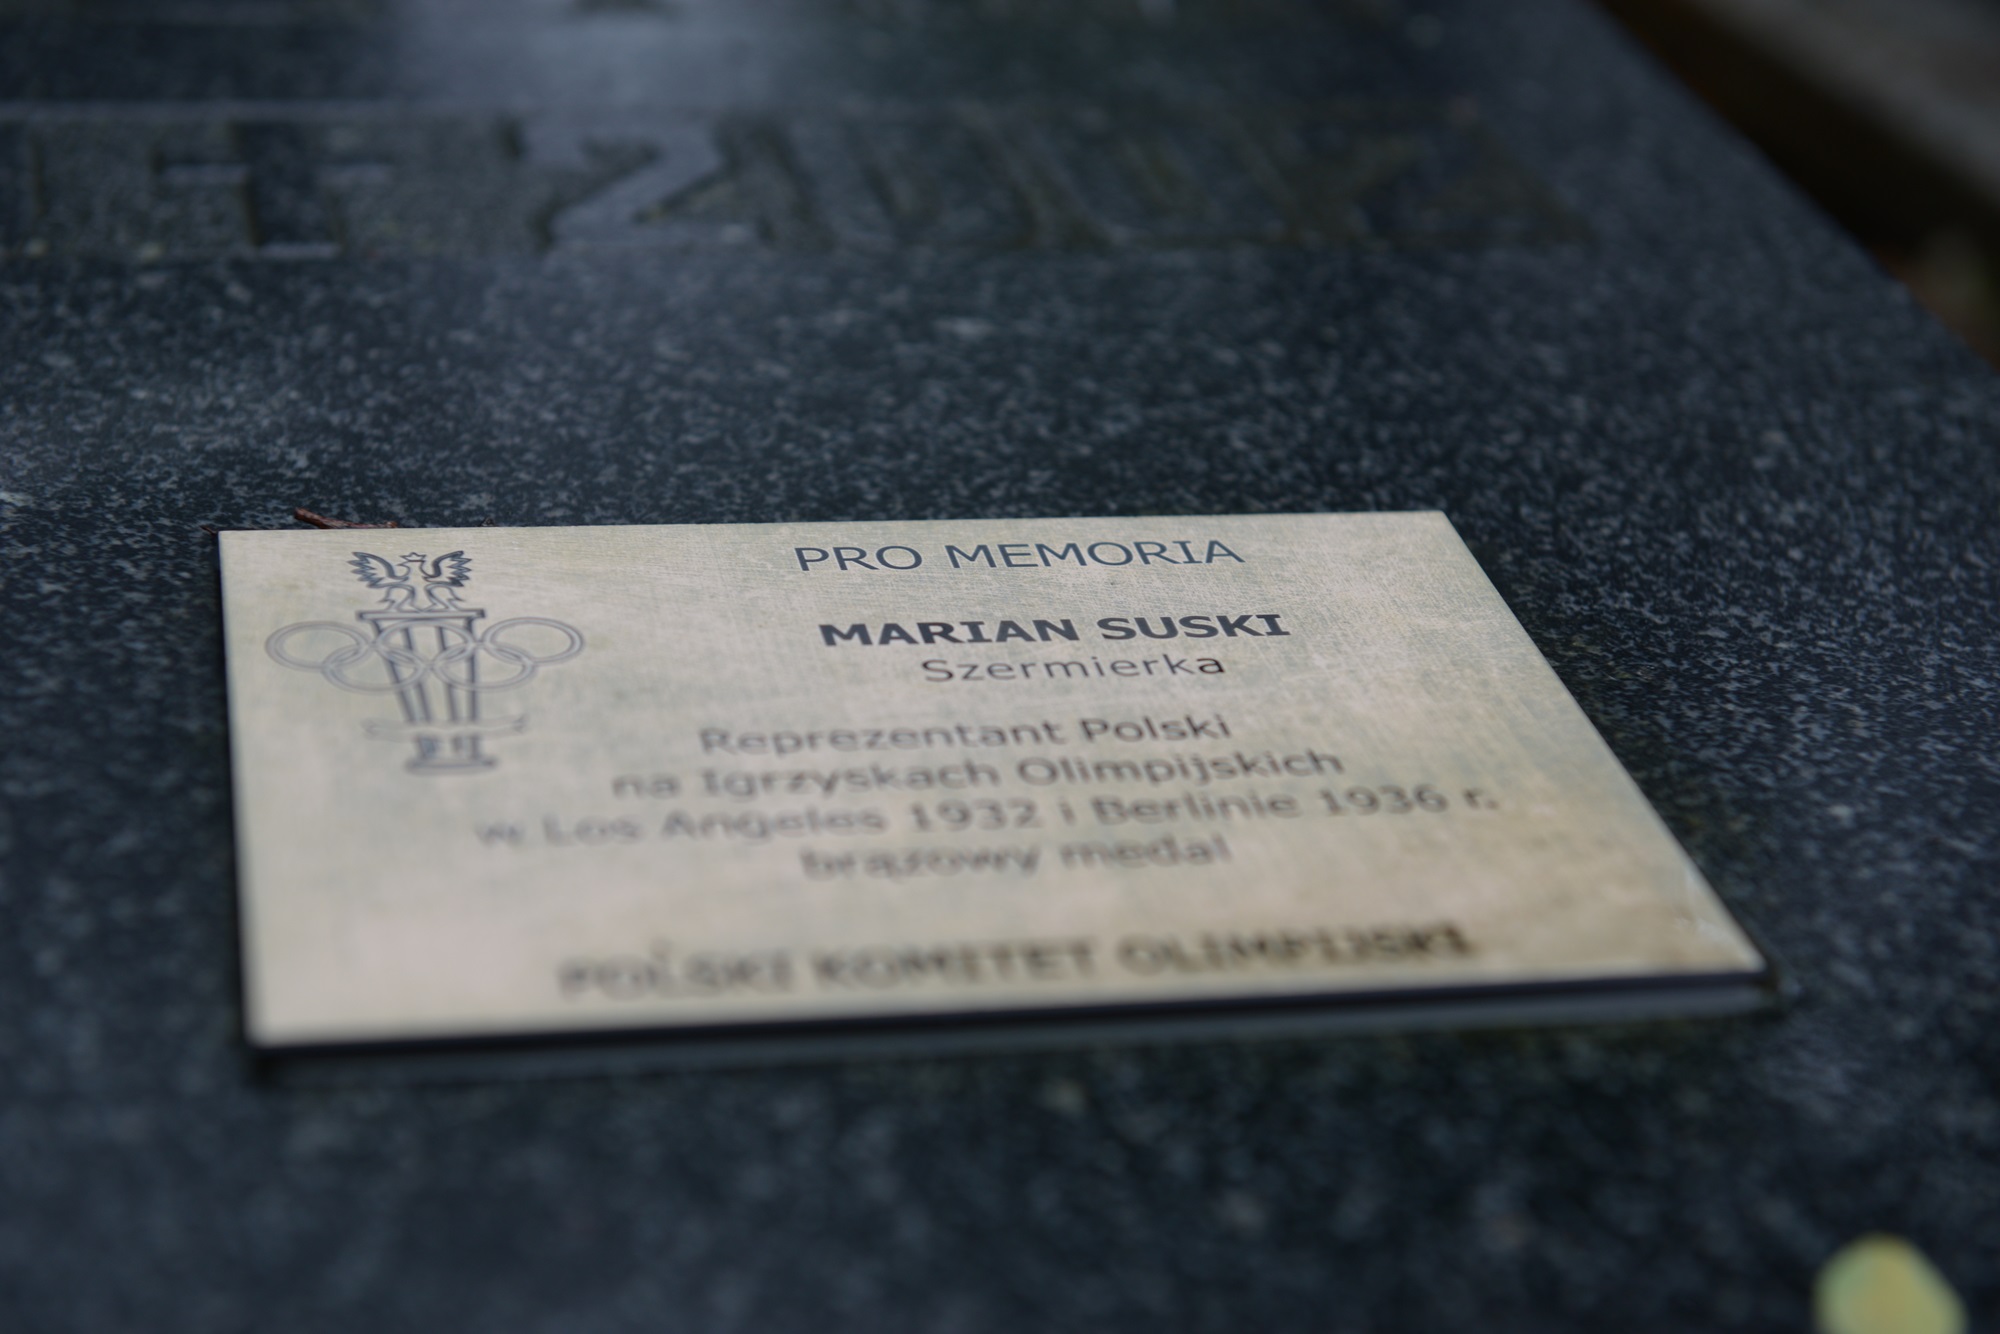 PRO MEMORIA
MARIAN SUSKI
Szermierka
Reprezentant Polski
na Igrzyskach Olimpijskich
w Los Angeles 1932 i Berlinie 1936 r.
brązowy medal
POLSKI KOMITET OLIMPIJSKI